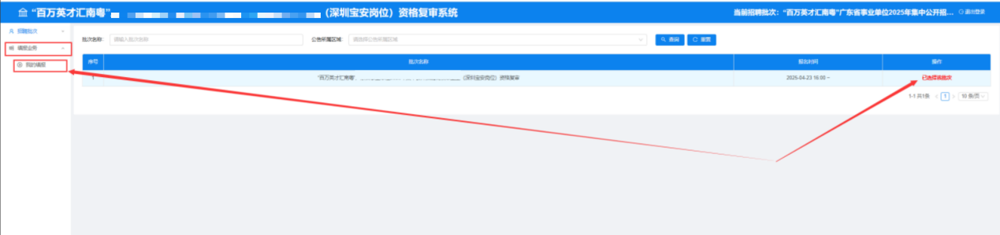 “百万英才汇南粤”
（深圳宝安岗位）资格复审系统
当前招聘批次：“百万英才汇南粤”广东省事业单位2025年集中公开招...
退出登录
招聘批次
填报业务
我的填报
批次名称：
请输入批次名称
公告所属区域：
请选择公告所属区域
查询
重置
序号
批次名称
报名时间
操作
1
“百万英才汇南粤”
（深圳宝安岗位）资格复审
2025-04-23 16:00 ~
已选择该批次
1-1 共1条
1
10 条/页